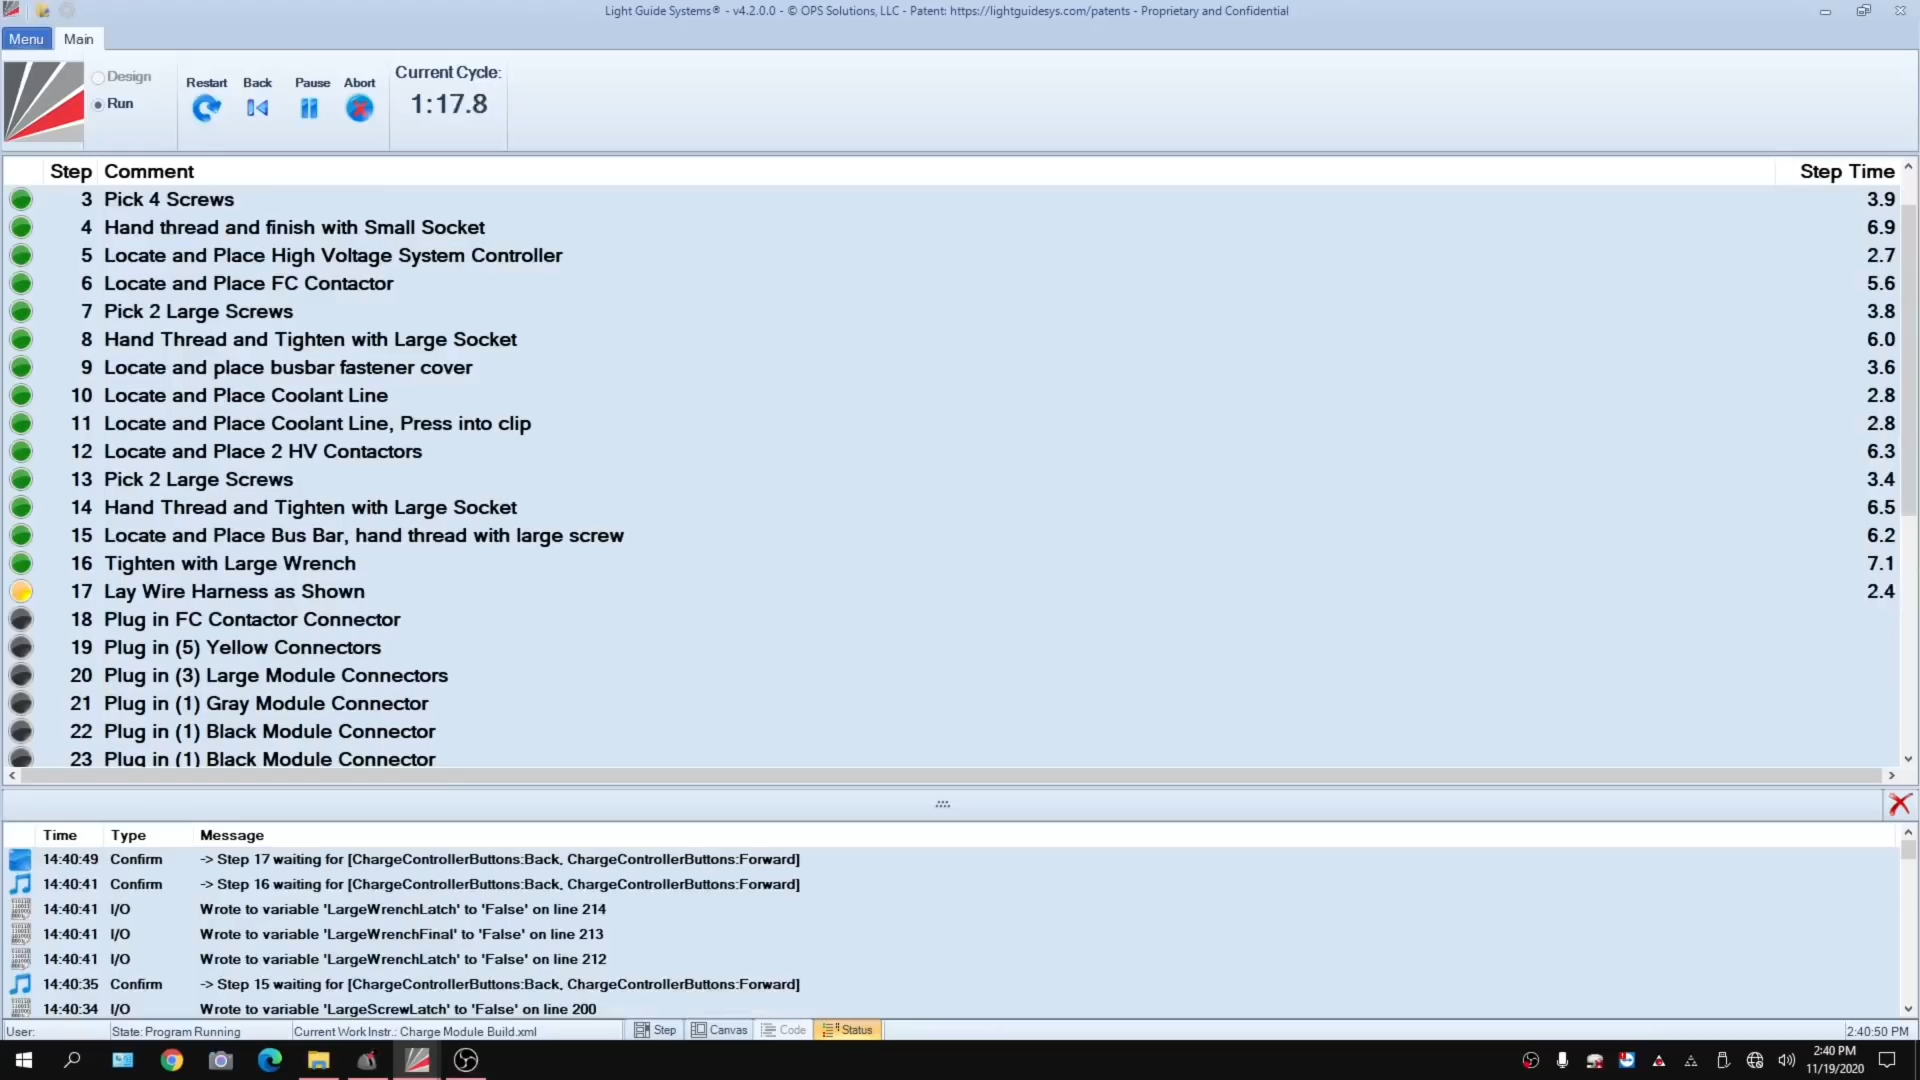 Light Guide Systems® - v4.2.0.0 - © OPS Solutions, LLC - Patent: https://lightguidesys.com/patents - Proprietary and Confidential
Menu Main
Design
Run
Restart Back Pause Abort
Current Cycle:
1:17.8
Step Comment Step Time
3 Pick 4 Screws 3.9
4 Hand thread and finish with Small Socket 6.9
5 Locate and Place High Voltage System Controller 2.7
6 Locate and Place FC Contactor 5.6
7 Pick 2 Large Screws 3.8
8 Hand Thread and Tighten with Large Socket 6.0
9 Locate and place busbar fastener cover 3.6
10 Locate and Place Coolant Line 2.8
11 Locate and Place Coolant Line, Press into clip 2.8
12 Locate and Place 2 HV Contactors 6.3
13 Pick 2 Large Screws 3.4
14 Hand Thread and Tighten with Large Socket 6.5
15 Locate and Place Bus Bar, hand thread with large screw 6.2
16 Tighten with Large Wrench 7.1
17 Lay Wire Harness as Shown 2.4
18 Plug in FC Contactor Connector
19 Plug in (5) Yellow Connectors
20 Plug in (3) Large Module Connectors
21 Plug in (1) Gray Module Connector
22 Plug in (1) Black Module Connector
23 Plug in (1) Black Module Connector
Time Type Message
14:40:49 Confirm -> Step 17 waiting for [ChargeControllerButtons:Back, ChargeControllerButtons:Forward]
14:40:41 Confirm -> Step 16 waiting for [ChargeControllerButtons:Back, ChargeControllerButtons:Forward]
14:40:41 I/O Wrote to variable 'LargeWrenchLatch' to 'False' on line 214
14:40:41 I/O Wrote to variable 'LargeWrenchFinal' to 'False' on line 213
14:40:41 I/O Wrote to variable 'LargeWrenchLatch' to 'False' on line 212
14:40:35 Confirm -> Step 15 waiting for [ChargeControllerButtons:Back, ChargeControllerButtons:Forward]
14:40:34 I/O Wrote to variable 'LargeScrewLatch' to 'False' on line 200
User: State: Program Running Current Work Instr.: Charge Module Build.xml Step Canvas Code Status 2:40:50 PM
2:40 PM
11/19/2020